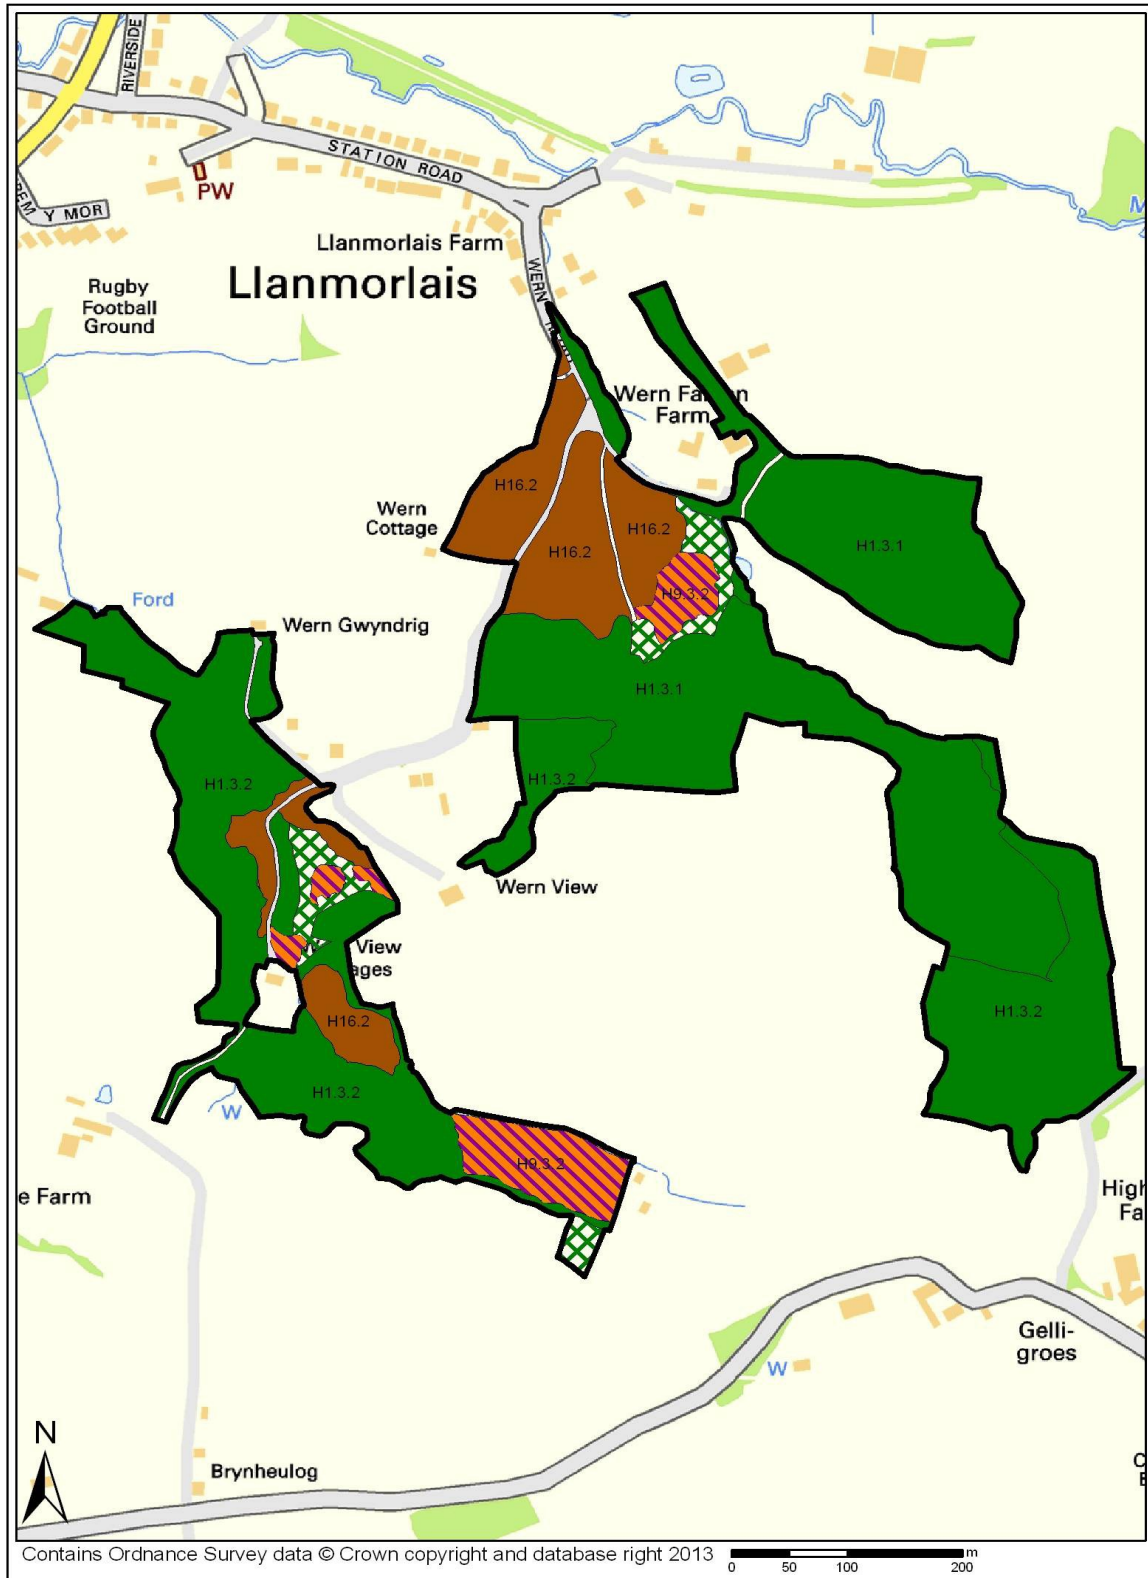 RIVERSIDE
STATION ROAD
PW
Y MOR
Llanmorlais Farm
WERN
Llanmorlais
Rugby
Football
Ground
Wern
Farm
H16.2
Wern
Cottage
H16.2
H16.2
H1.3.1
H9.3.2
Ford
Wern Gwyndrig
H1.3.1
H1.3.2
H1.3.2
Wern View
View
H16.2
H1.3.2
H1.3.2
W
H9.3.2
e Farm
High
Fa
Gelli-
groes
W
N
Brynheulog
C
E
M
Contains Ordnance Survey data © Crown copyright and database right 2013
0 50 100 200 m